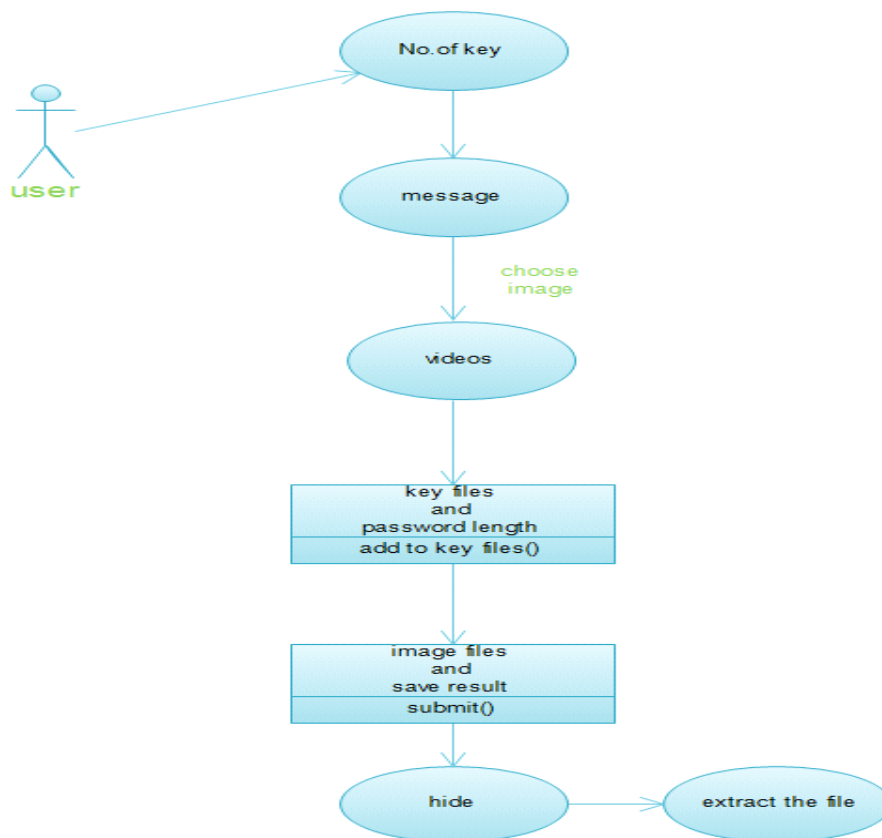 No.of key
user
message
choose
image
videos
key files
and
password length
add to key files()
image files
and
save result
submit()
hide
extract the file